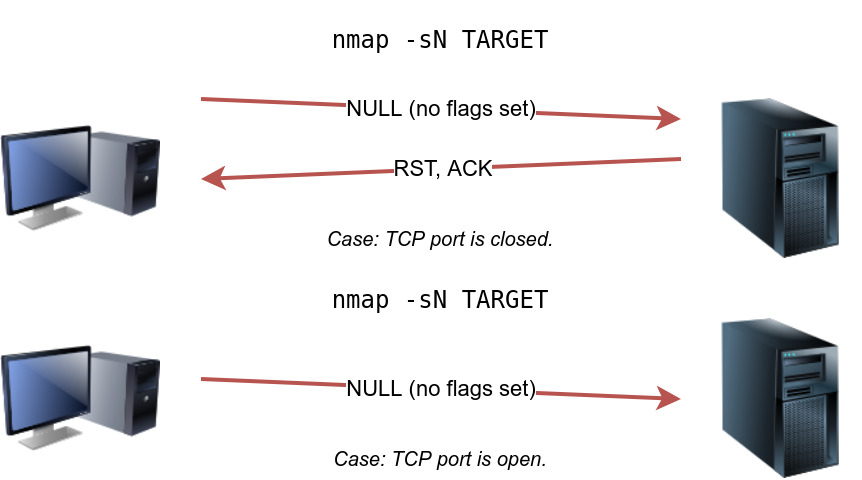 nmap -sN TARGET
NULL (no flags set)
RST, ACK
Case: TCP port is closed.
nmap -sN TARGET
NULL (no flags set)
Case: TCP port is open.